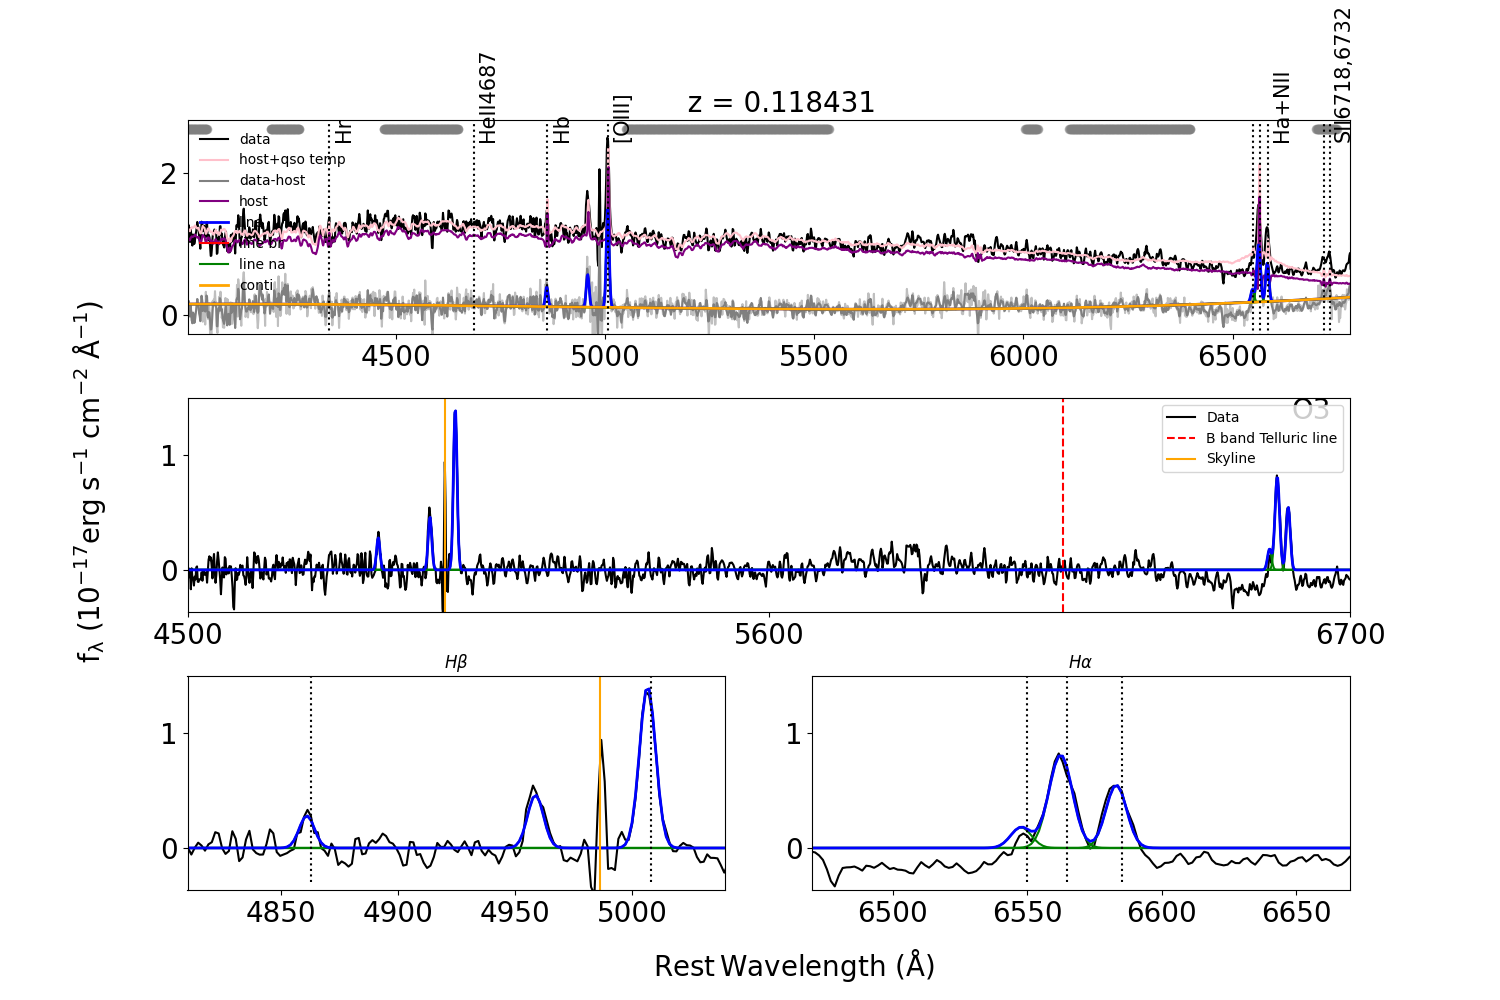 z = 0.118431
Hr
HeII4687
Hb
[OIII]
Ha+NII
SII6718,6732
data
host+qso temp
data-host
host
line na
conti
2
0
4500 5000 5500 6000 6500
fλ (10⁻¹⁷erg s⁻¹ cm⁻² Å⁻¹)
O3
Data
B band Telluric line
Skyline
1
0
4500 5600 6700
Hβ
1
0
4850 4900 4950 5000
Hα
1
0
6500 6550 6600 6650
Rest Wavelength (Å)